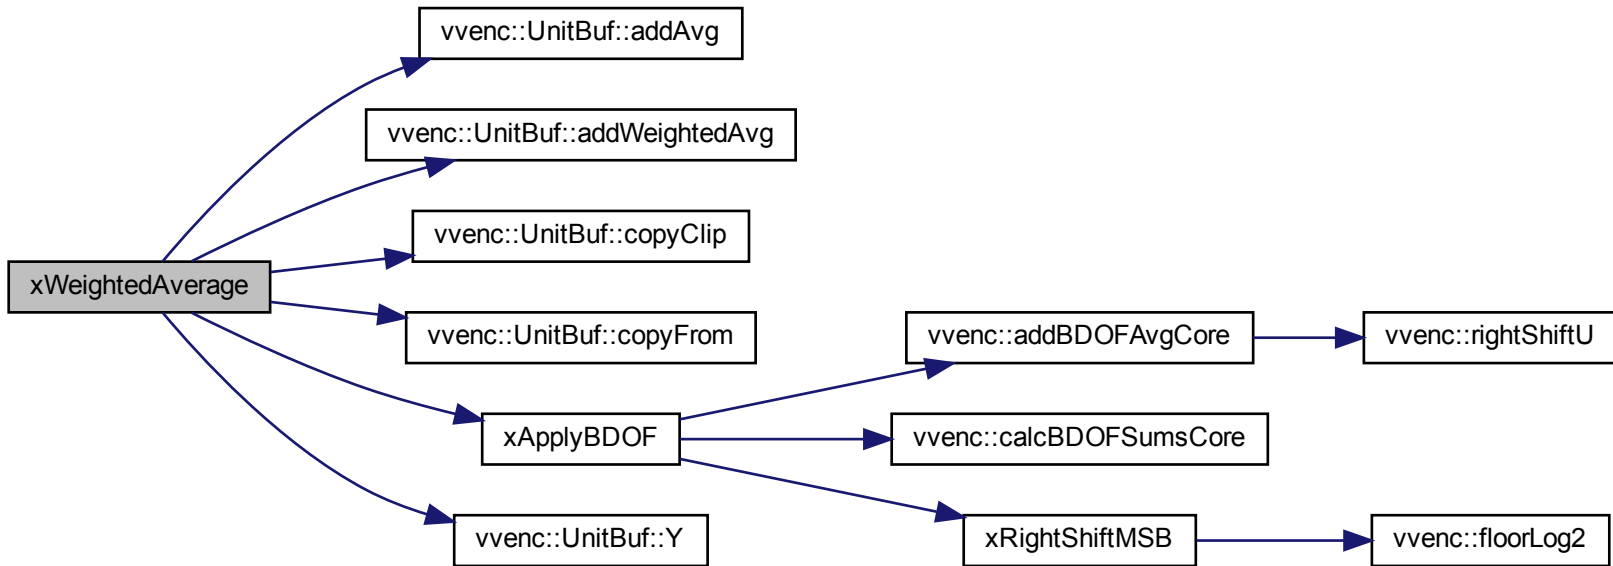 vvenc::UnitBuf::addAvg
vvenc::UnitBuf::addWeightedAvg
vvenc::UnitBuf::copyClip
xWeightedAverage
vvenc::UnitBuf::copyFrom
vvenc::addBDOFAvgCore
vvenc::rightShiftU
xApplyBDOF
vvenc::calcBDOFSumsCore
vvenc::UnitBuf::Y
xRightShiftMSB
vvenc::floorLog2